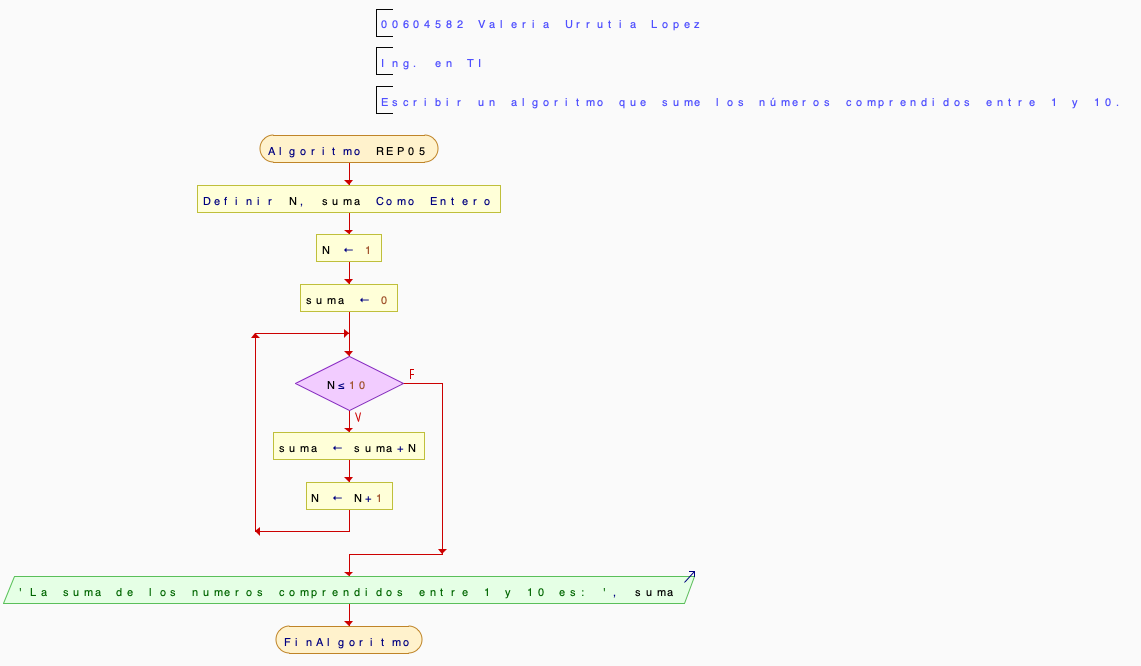 00604582 Valeria Urrutia Lopez
Ing. en TI
Escribir un algoritmo que sume los números comprendidos entre 1 y 10.
Algoritmo REP05
Definir N, suma Como Entero
N ← 1
suma ← 0
N≤10
F
V
suma ← suma+N
N ← N+1
'La suma de los numeros comprendidos entre 1 y 10 es: ', suma
FinAlgoritmo